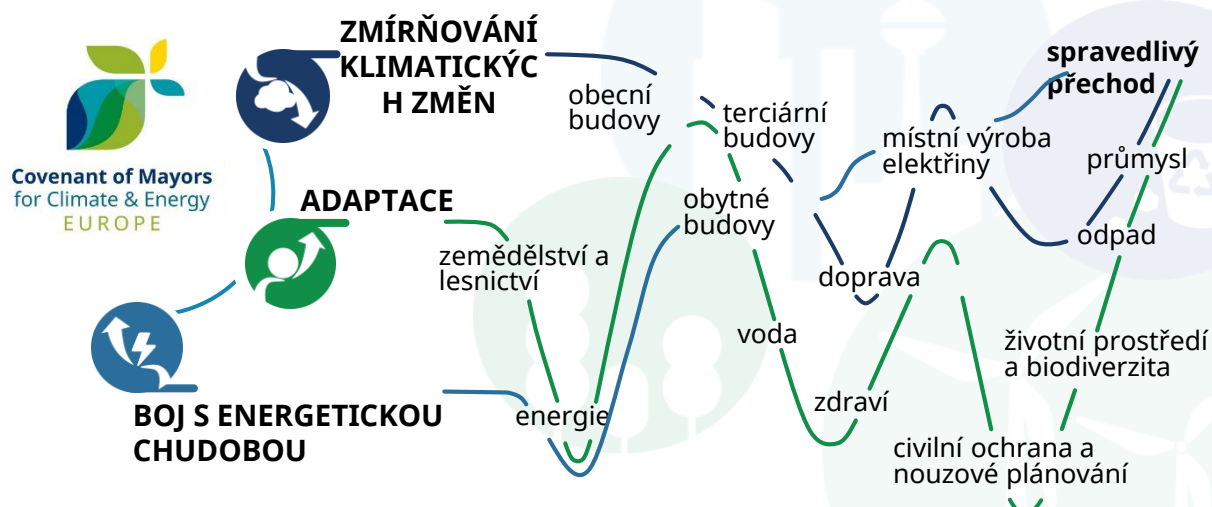 Covenant of Mayors
for Climate & Energy
EUROPE
ZMÍRŇOVÁNÍ
KLIMATICKÝC
H ZMĚN
ADAPTACE
BOJ S ENERGETICKOU
CHUDOBOU
obecní
budovy
terciární
budovy
místní výroba
elektřiny
spravedlivý
přechod
průmysl
obytné
budovy
odpad
zemědělství a
lesnictví
doprava
voda
životní prostředí
a biodiverzita
energie
zdraví
civilní ochrana a
nouzové plánování